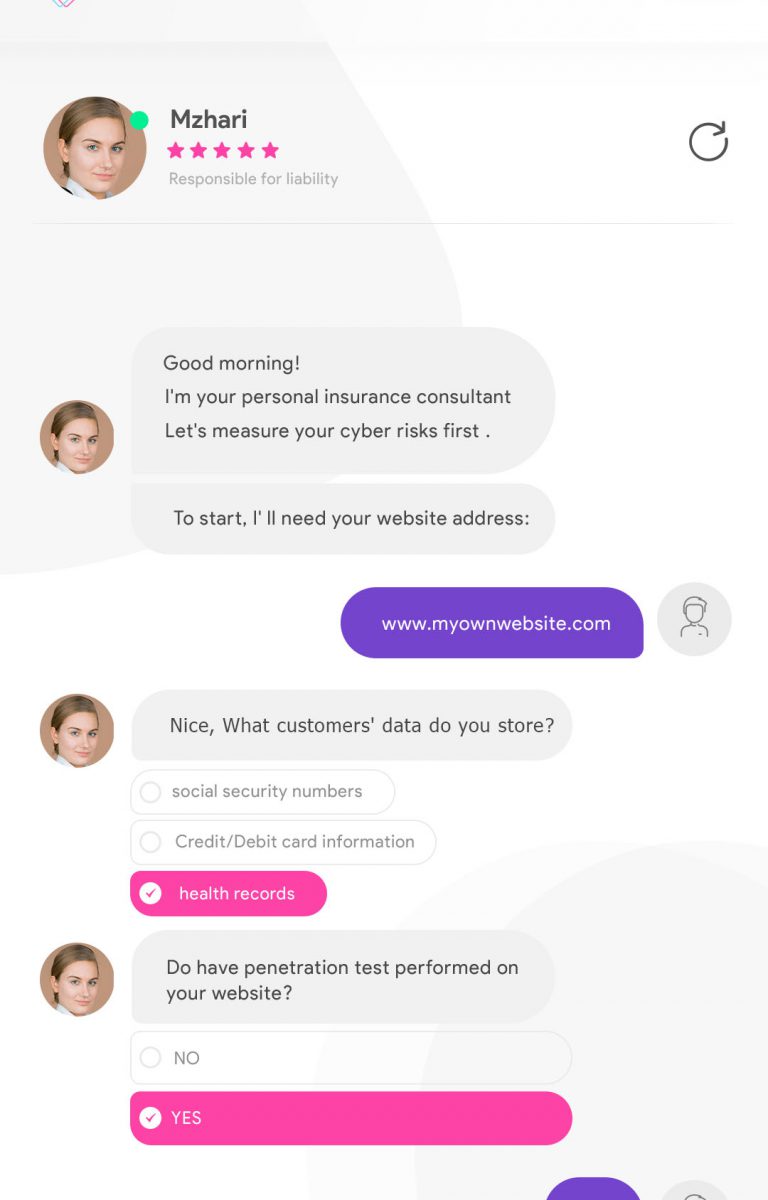 Mzhari
Responsible for liability
Good morning!
I'm your personal insurance consultant
Let's measure your cyber risks first .
To start, I' ll need your website address:
www.myownwebsite.com
Nice, What customers' data do you store?
social security numbers
Credit/Debit card information
health records
Do have penetration test performed on
your website?
NO
YES